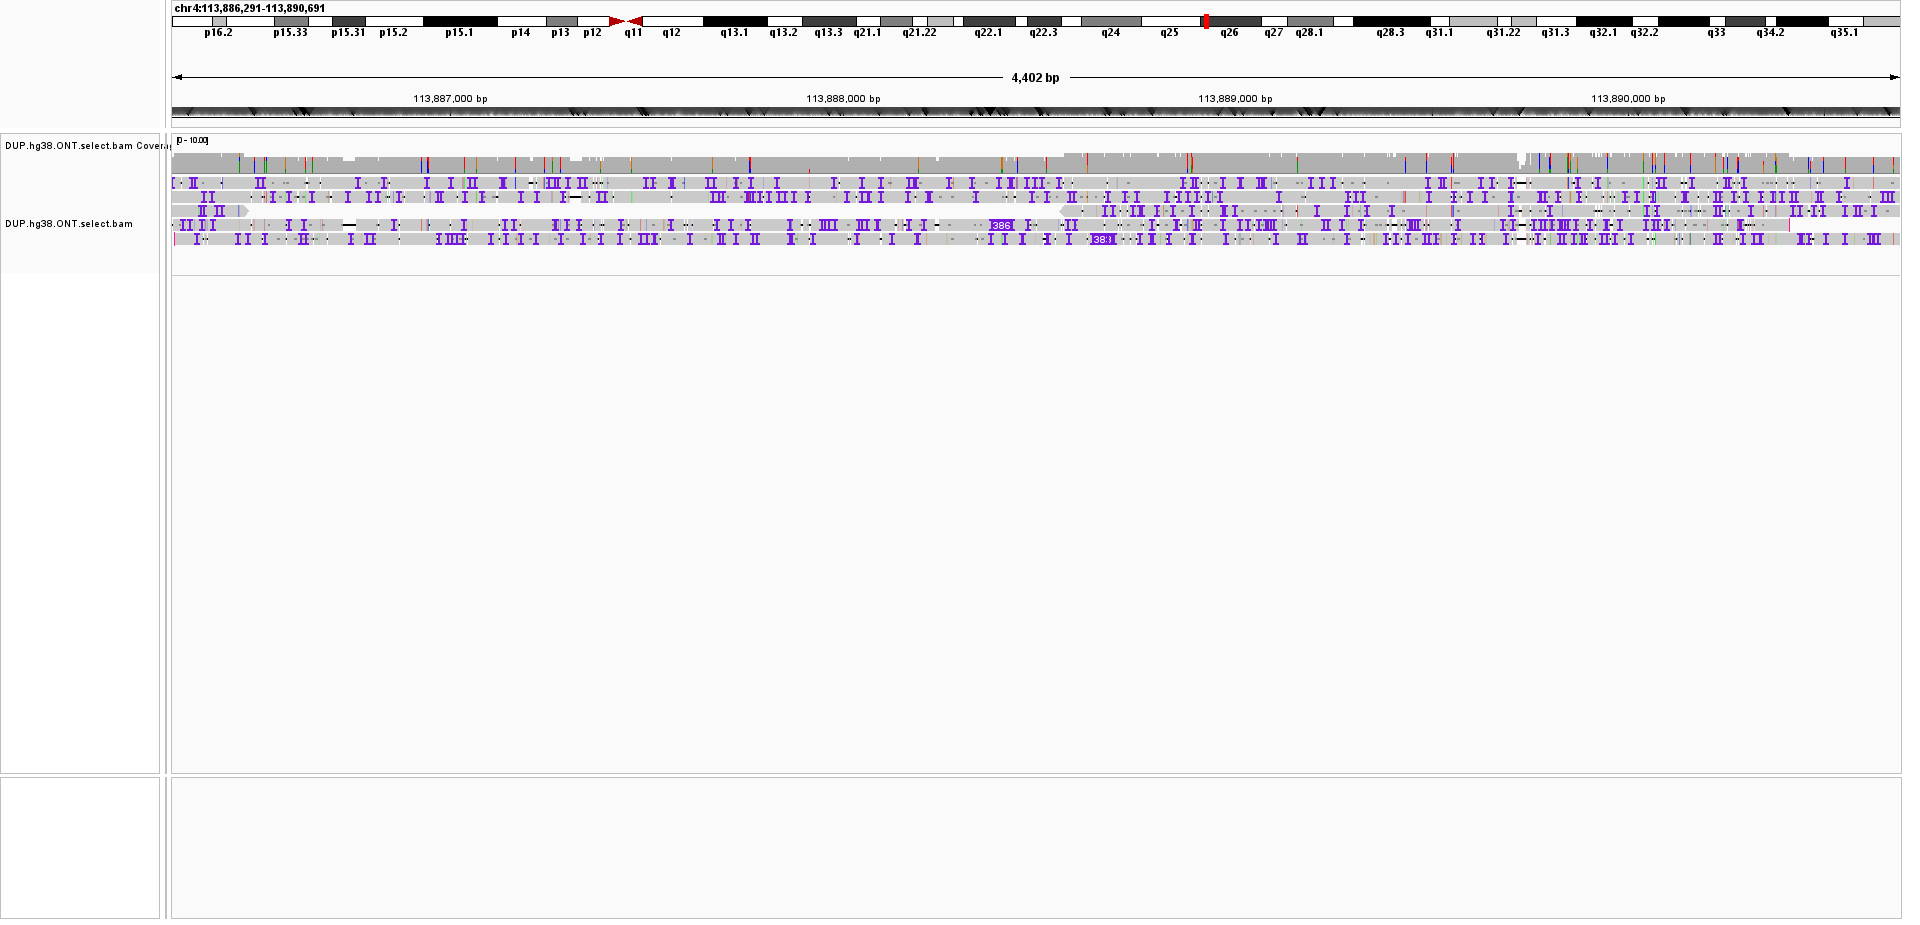 chr4:113,886,291-113,890,691
p16.2 p15.33 p15.31 p15.2 p15.1 p14 p13 p12 q11 q12 q13.1 q13.2 q13.3 q21.1 q21.22 q22.1 q22.3 q24 q25 q26 q27 q28.1 q28.3 q31.1 q31.22 q31.3 q32.1 q32.2 q33 q34.2 q35.1
4,402 bp
113,887,000 bp 113,888,000 bp 113,889,000 bp 113,890,000 bp
[0 - 10.00]
DUP.hg38.ONT.select.bam Covera
DUP.hg38.ONT.select.bam
386